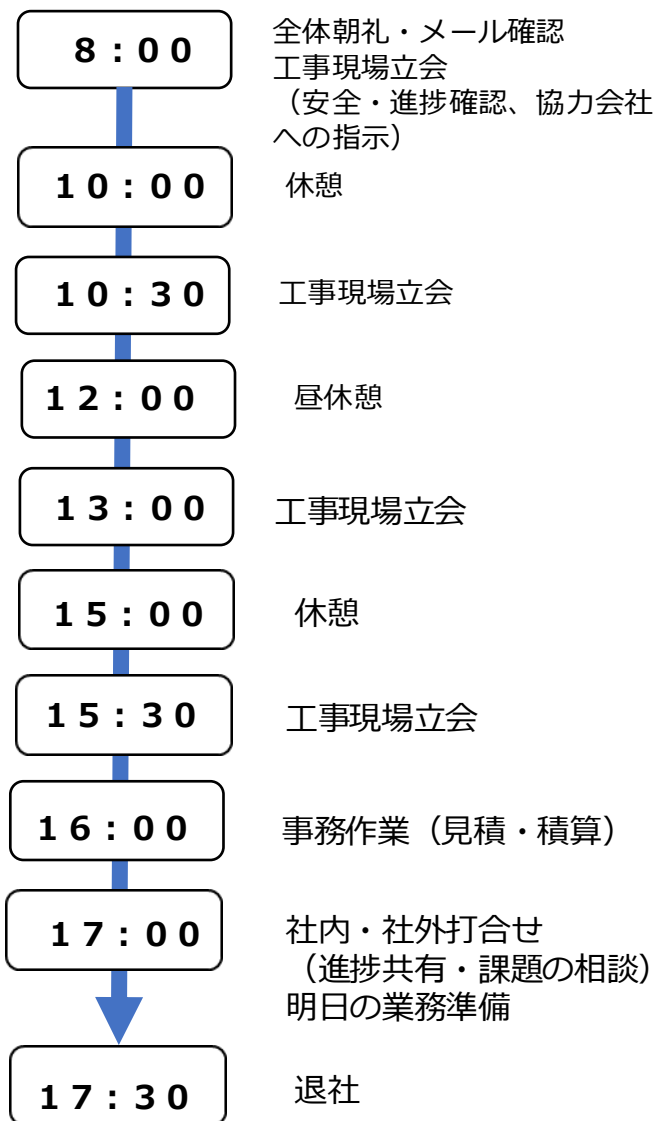 8：00
全体朝礼・メール確認
工事現場立会
（安全・進捗確認、協力会社
への指示）
10：00
休憩
10：30
工事現場立会
12：00
昼休憩
13：00
工事現場立会
15：00
休憩
15：30
工事現場立会
16：00
事務作業（見積・積算）
17：00
社内・社外打合せ
（進捗共有・課題の相談）
明日の業務準備
17：30
退社